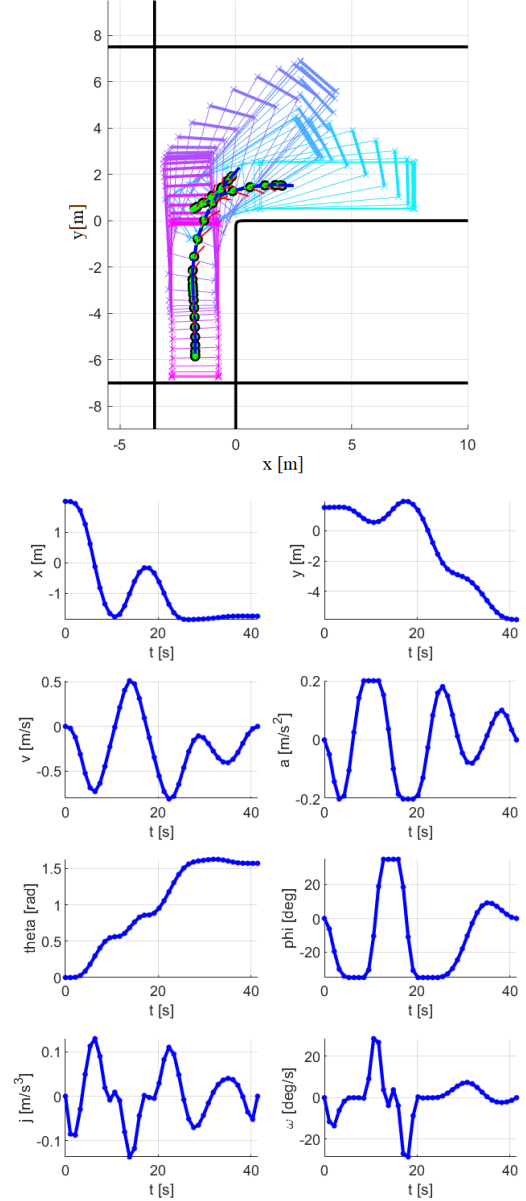 8
6
4
2
0
-2
-4
-6
-8
y[m]
-5 0 5 10
x [m]
1
0
-1
x [m]
0 20 40
t [s]
0
-2
-4
y [m]
0 20 40
t [s]
0.5
0
-0.5
v [m/s]
0 20 40
t [s]
0.2
0
-0.2
a [m/s²]
0 20 40
t [s]
1.5
1
0.5
0
theta [rad]
0 20 40
t [s]
20
0
-20
phi [deg]
0 20 40
t [s]
0.1
0
-0.1
j [m/s³]
0 20 40
t [s]
20
0
-20
ω [deg/s]
0 20 40
t [s]